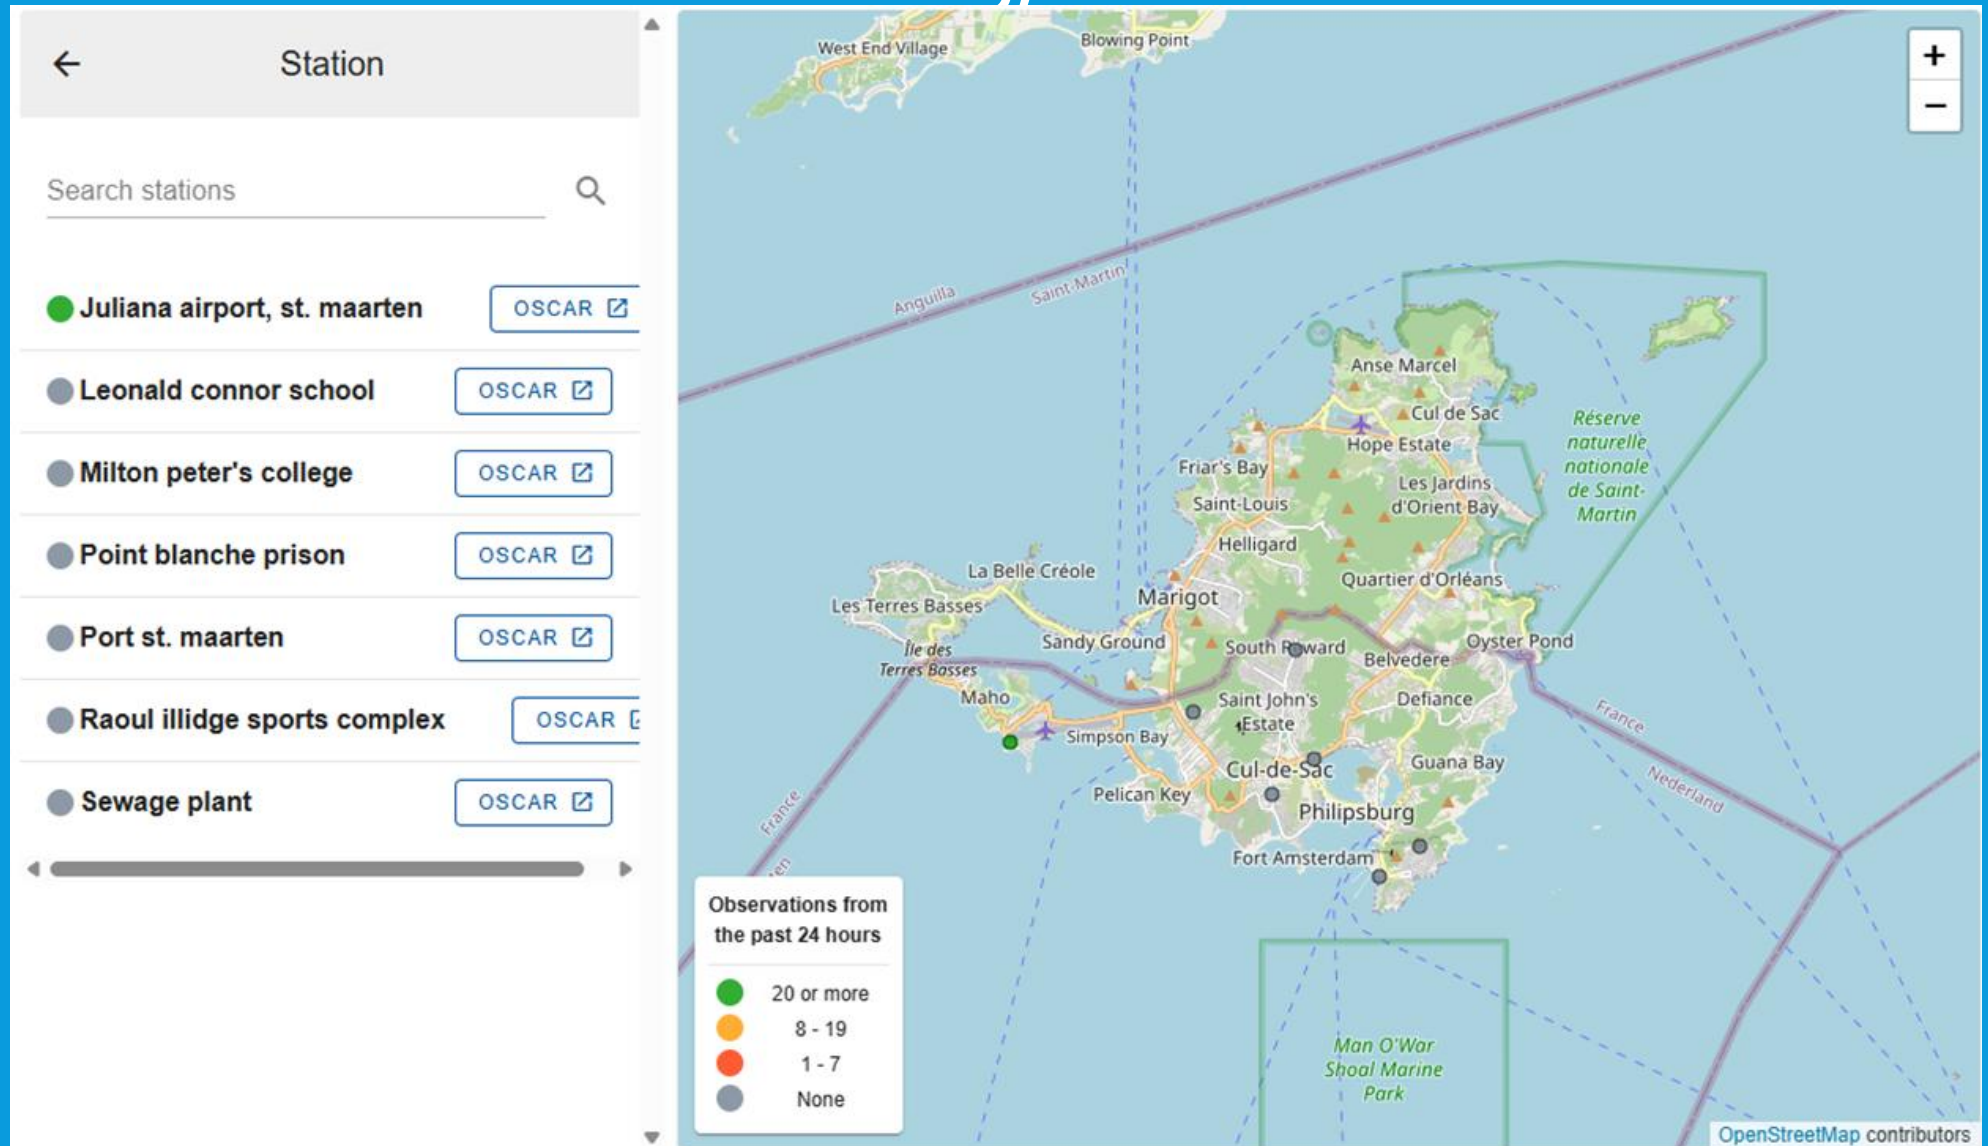 Station
Search stations
Juliana airport, st. maarten
OSCAR
Leonald connor school
OSCAR
Milton peter's college
OSCAR
Point blanche prison
OSCAR
Port st. maarten
OSCAR
Raoul illidge sports complex
OSCAR
Sewage plant
OSCAR
West End Village
Blowing Point
+
−
Anguilla
Saint-Martin
Anse Marcel
Cul de Sac
Hope Estate
Réserve
naturelle
nationale
de Saint-
Martin
Friar's Bay
Les Jardins
d'Orient Bay
Saint-Louis
Helligard
La Belle Créole
Quartier d'Orléans
Les Terres Basses
Marigot
Sandy Ground
South Reward
Oyster Pond
Île des
Terres Basses
Belvedere
Maho
Saint John's
Estate
Defiance
France
Simpson Bay
Cul-de-Sac
Guana Bay
Nederland
Pelican Key
Philipsburg
France
Fort Amsterdam
Observations from
the past 24 hours
20 or more
8 - 19
1 - 7
None
Man O'War
Shoal Marine
Park
OpenStreetMap contributors